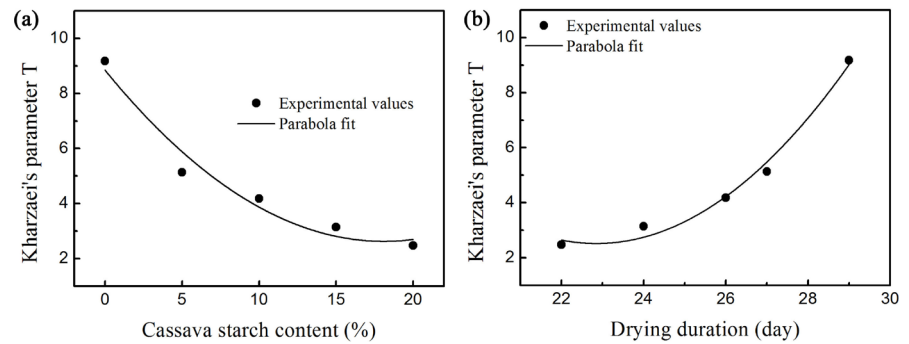 (a)
10
8
6
4
2
Kharzaei's parameter T
Experimental values
Parabola fit
0 5 10 15 20
Cassava starch content (%)
(b)
10
8
6
4
2
Kharzaei's parameter T
Experimental values
Parabola fit
22 24 26 28 30
Drying duration (day)